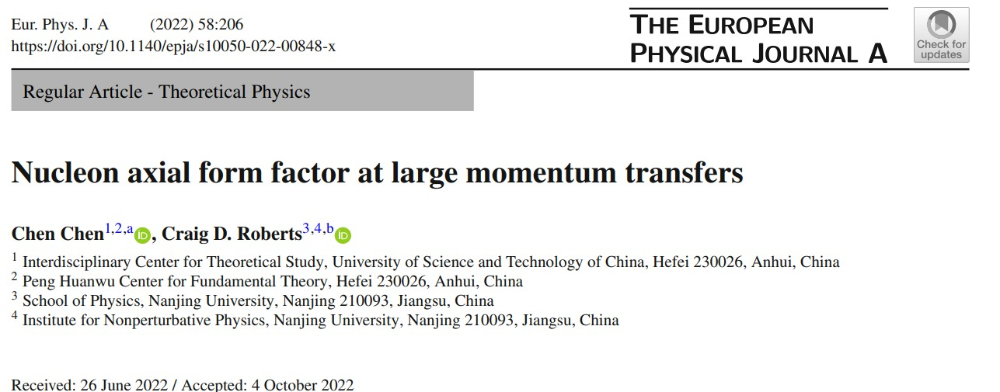 Eur. Phys. J. A (2022) 58:206
https://doi.org/10.1140/epja/s10050-022-00848-x
THE EUROPEAN
PHYSICAL JOURNAL A
Check for
updates
Regular Article - Theoretical Physics
Nucleon axial form factor at large momentum transfers
Chen Chen1,2,a iD, Craig D. Roberts3,4,b iD
1 Interdisciplinary Center for Theoretical Study, University of Science and Technology of China, Hefei 230026, Anhui, China
2 Peng Huanwu Center for Fundamental Theory, Hefei 230026, Anhui, China
3 School of Physics, Nanjing University, Nanjing 210093, Jiangsu, China
4 Institute for Nonperturbative Physics, Nanjing University, Nanjing 210093, Jiangsu, China
Received: 26 June 2022 / Accepted: 4 October 2022